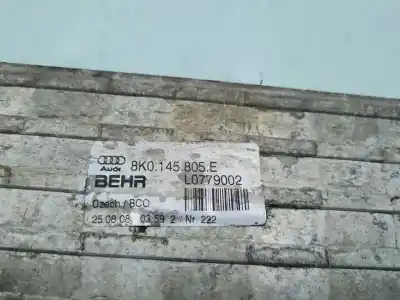 Audi 8K0.145.805.E
BEHR L0779002
Czech / BCO
25.08.08 03.59 2 / Nr 222